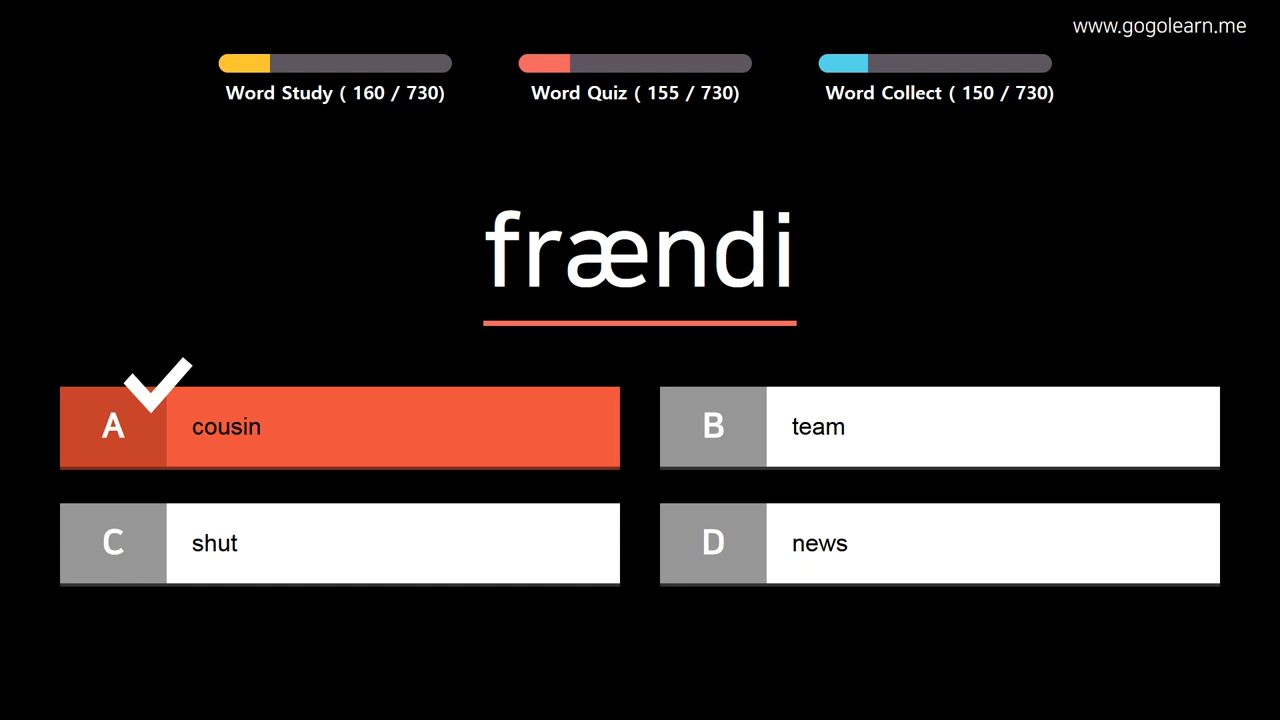 www.gogolearn.me
Word Study ( 160 / 730)
Word Quiz ( 155 / 730)
Word Collect ( 150 / 730)
frændi
A cousin
B team
C shut
D news